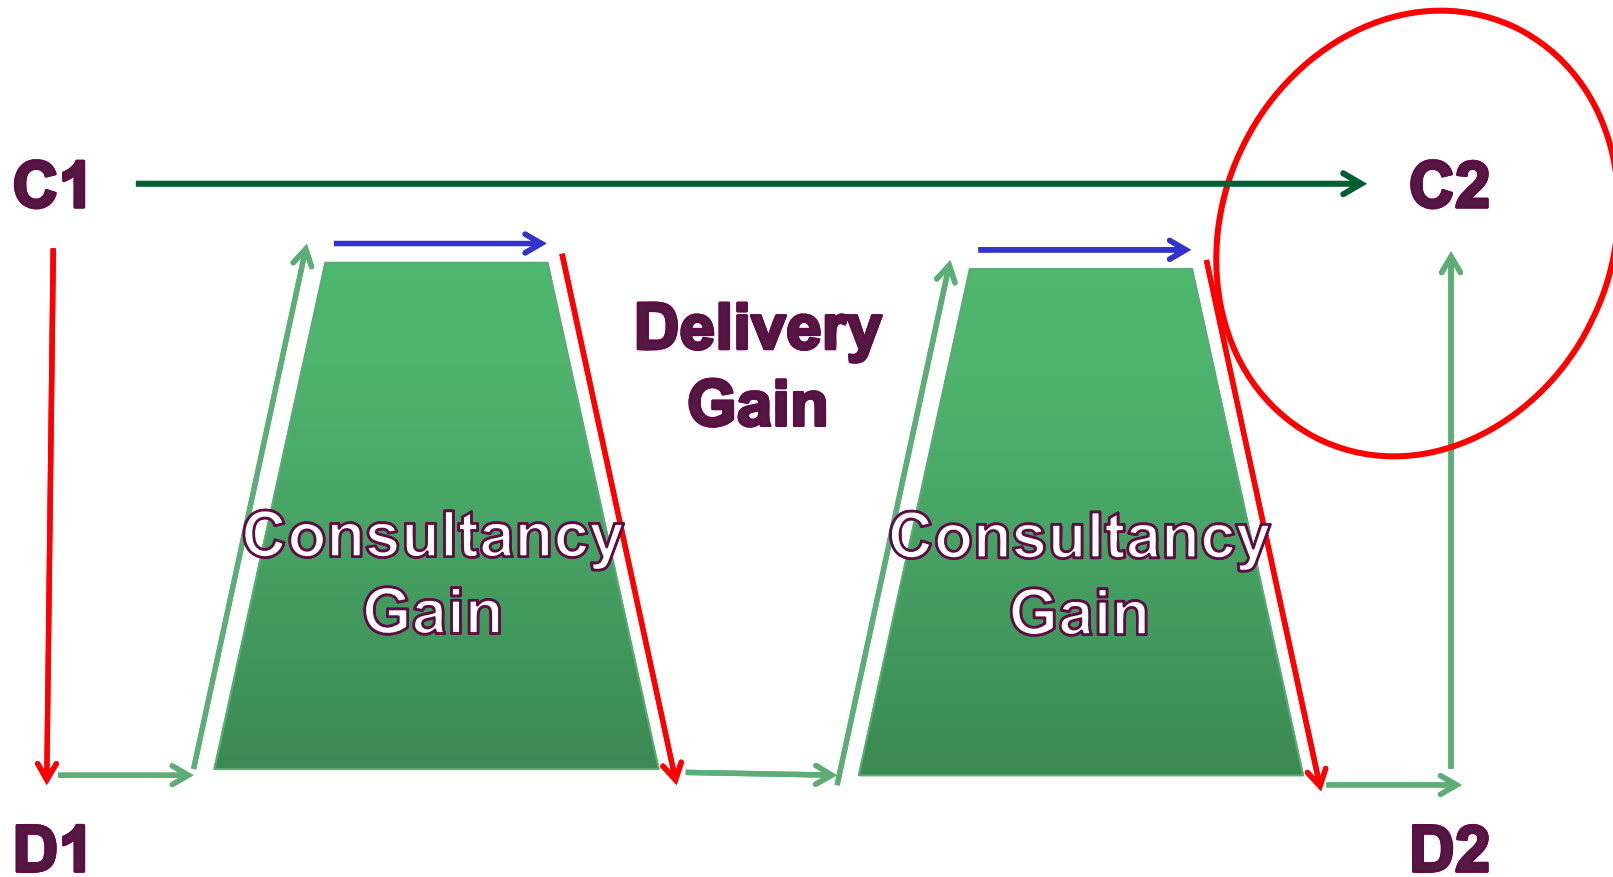 C1
C2
Delivery
Gain
Consultancy
Gain
Consultancy
Gain
D1
D2